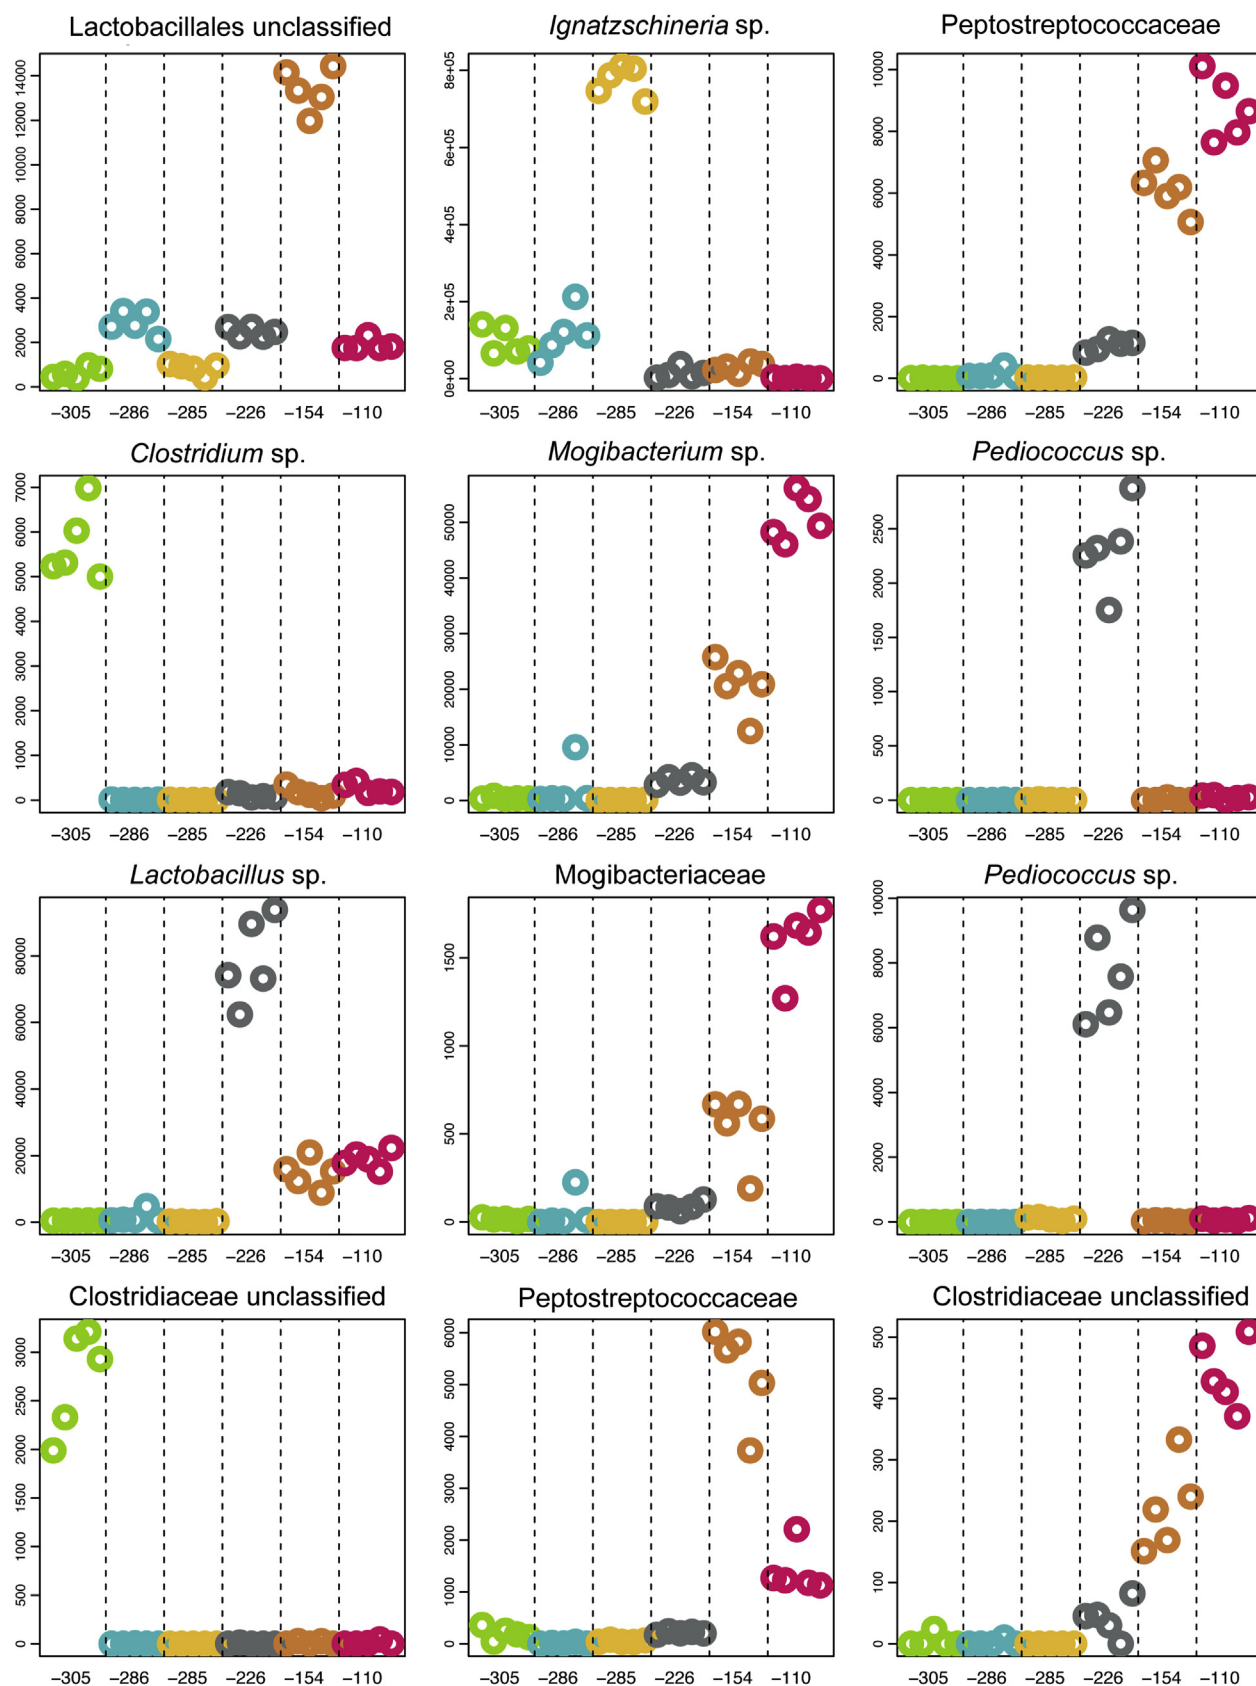 Lactobacillales unclassified
Ignatzschineria sp.
Peptostreptococcaceae
0 2000 4000 6000 8000 10000 12000 14000
0e+00 2e+05 4e+05 6e+05 8e+05
0 2000 4000 6000 8000 10000
−305 −286 −285 −226 −154 −110
−305 −286 −285 −226 −154 −110
−305 −286 −285 −226 −154 −110
Clostridium sp.
Mogibacterium sp.
Pediococcus sp.
0 1000 2000 3000 4000 5000 6000 7000
0 10000 20000 30000 40000 50000
0 500 1000 1500 2000 2500
−305 −286 −285 −226 −154 −110
−305 −286 −285 −226 −154 −110
−305 −286 −285 −226 −154 −110
Lactobacillus sp.
Mogibacteriaceae
Pediococcus sp.
0 20000 40000 60000 80000
0 500 1000 1500
0 2000 4000 6000 8000 10000
−305 −286 −285 −226 −154 −110
−305 −286 −285 −226 −154 −110
−305 −286 −285 −226 −154 −110
Clostridiaceae unclassified
Peptostreptococcaceae
Clostridiaceae unclassified
0 500 1000 1500 2000 2500 3000
0 1000 2000 3000 4000 5000 6000
0 100 200 300 400 500
−305 −286 −285 −226 −154 −110
−305 −286 −285 −226 −154 −110
−305 −286 −285 −226 −154 −110